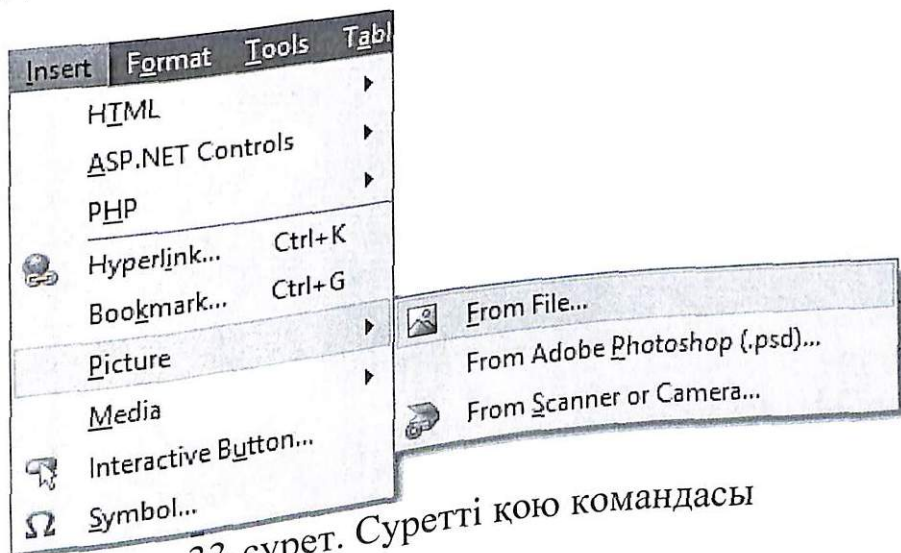 Insert Format Tools
HTML
ASP.NET Controls
PHP
Hyperlink... Ctrl+K
Bookmark... Ctrl+G
Picture
Media
Interactive Button...
Symbol...
From File...
From Adobe Photoshop (.psd)...
From Scanner or Camera...
сурет. Суретті қою командасы